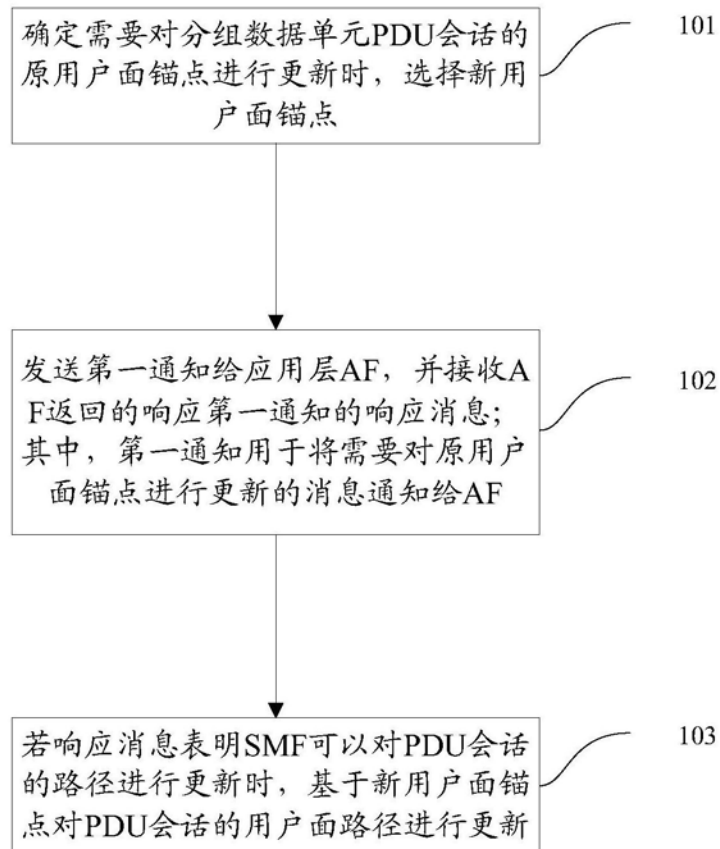 确定需要对分组数据单元PDU会话的
原用户面锚点进行更新时，选择新用
户面锚点
101
发送第一通知给应用层AF，并接收A
F返回的响应第一通知的响应消息；
其中，第一通知用于将需要对原用户
面锚点进行更新的消息通知给AF
102
若响应消息表明SMF可以对PDU会话
的路径进行更新时，基于新用户面锚
点对PDU会话的用户面路径进行更新
103